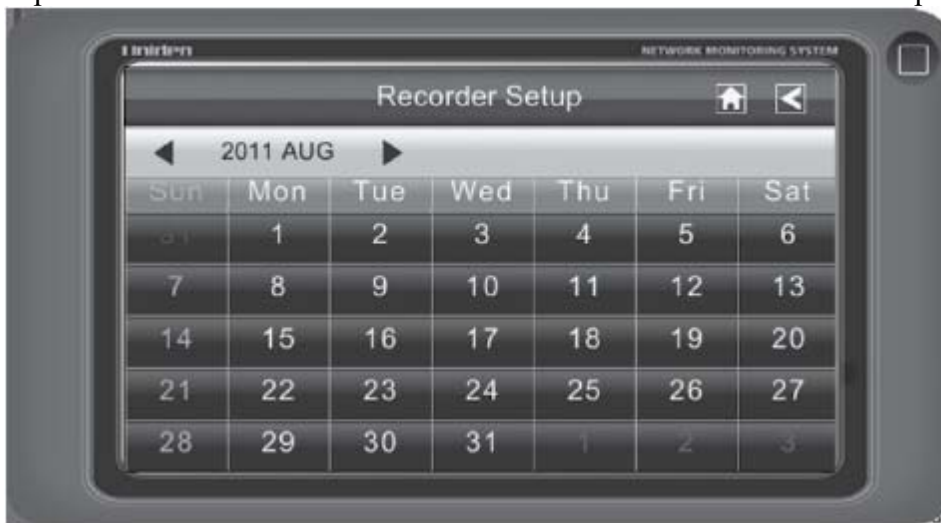 Uniden NETWORK MONITORING SYSTEM
Recorder Setup
2011 AUG
Sun Mon Tue Wed Thu Fri Sat
31 1 2 3 4 5 6
7 8 9 10 11 12 13
14 15 16 17 18 19 20
21 22 23 24 25 26 27
28 29 30 31 1 2 3